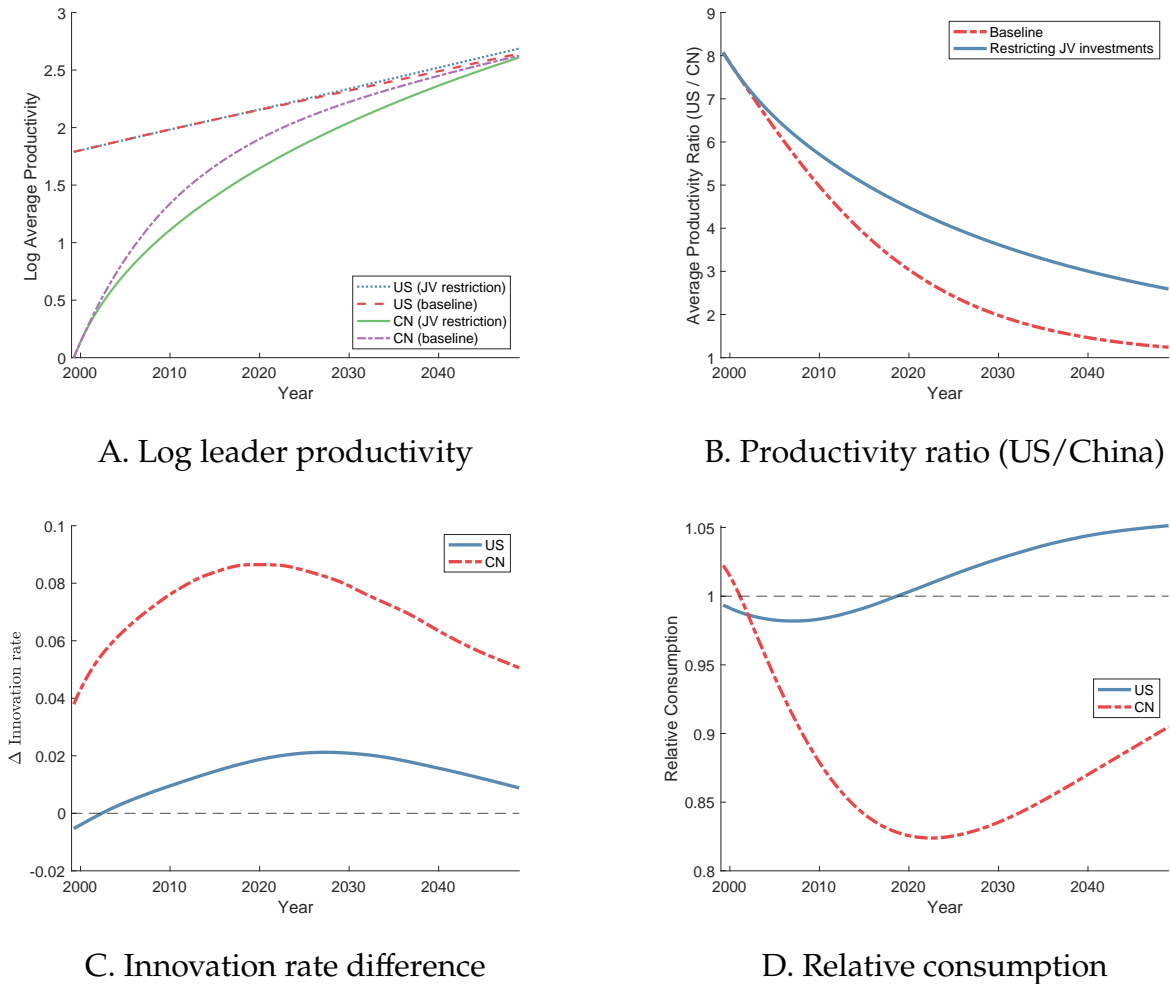 3
2.5
2
1.5
1
0.5
0
Log Average Productivity
US (JV restriction)
US (baseline)
CN (JV restriction)
CN (baseline)
2000
2010
2020
2030
2040
Year
A. Log leader productivity
9
8
7
6
5
4
3
2
1
Average Productivity Ratio (US / CN)
Baseline
Restricting JV investments
2000
2010
2020
2030
2040
Year
B. Productivity ratio (US/China)
0.1
0.08
0.06
0.04
0.02
0
-0.02
Δ Innovation rate
US
CN
2000
2010
2020
2030
2040
Year
C. Innovation rate difference
1.05
1
0.95
0.9
0.85
0.8
Relative Consumption
US
CN
2000
2010
2020
2030
2040
Year
D. Relative consumption